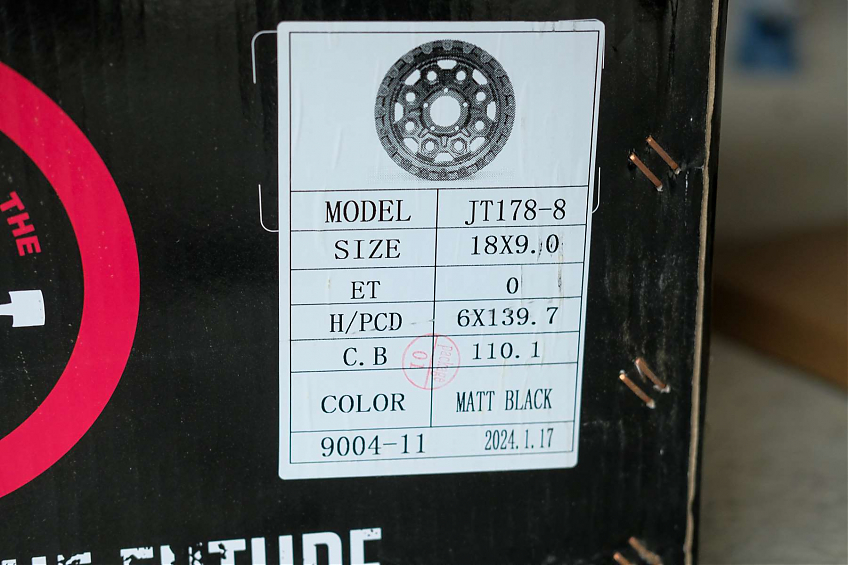 THE
MODEL JT178-8
SIZE 18X9.0
ET 0
H/PCD 6X139.7
C.B 110.1
01
COLOR MATT BLACK
9004-11 2024.1.17